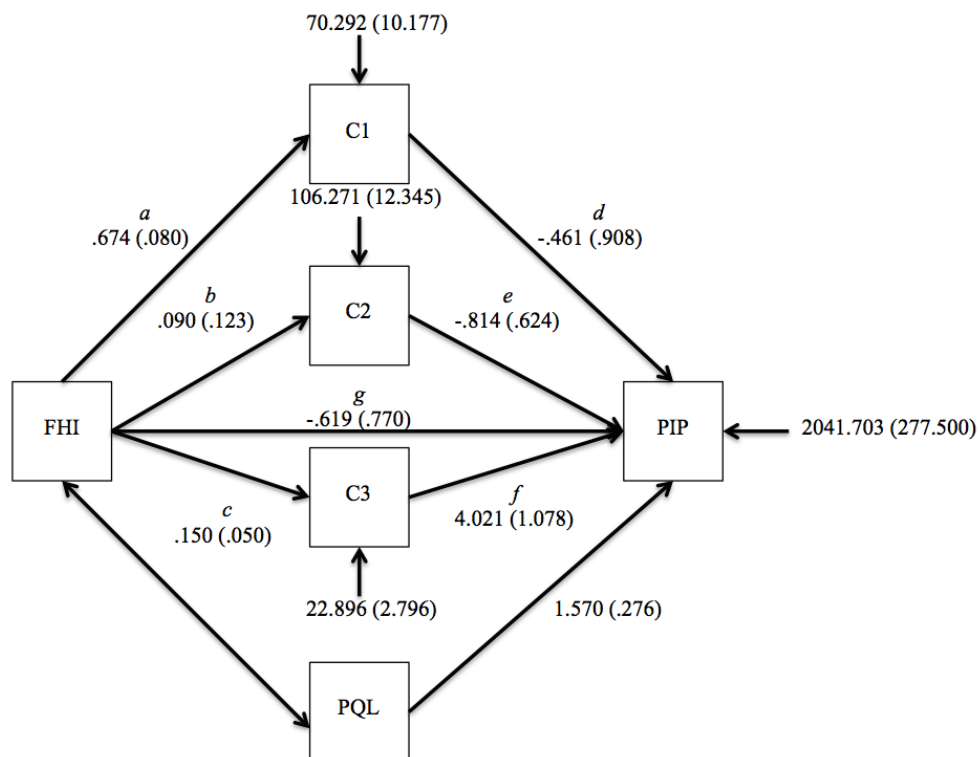 70.292 (10.177)
C1
106.271 (12.345)
a
.674 (.080)
d
-.461 (.908)
b
.090 (.123)
C2
e
-.814 (.624)
FHI
g
-.619 (.770)
PIP
2041.703 (277.500)
C3
c
.150 (.050)
f
4.021 (1.078)
22.896 (2.796)
1.570 (.276)
PQL